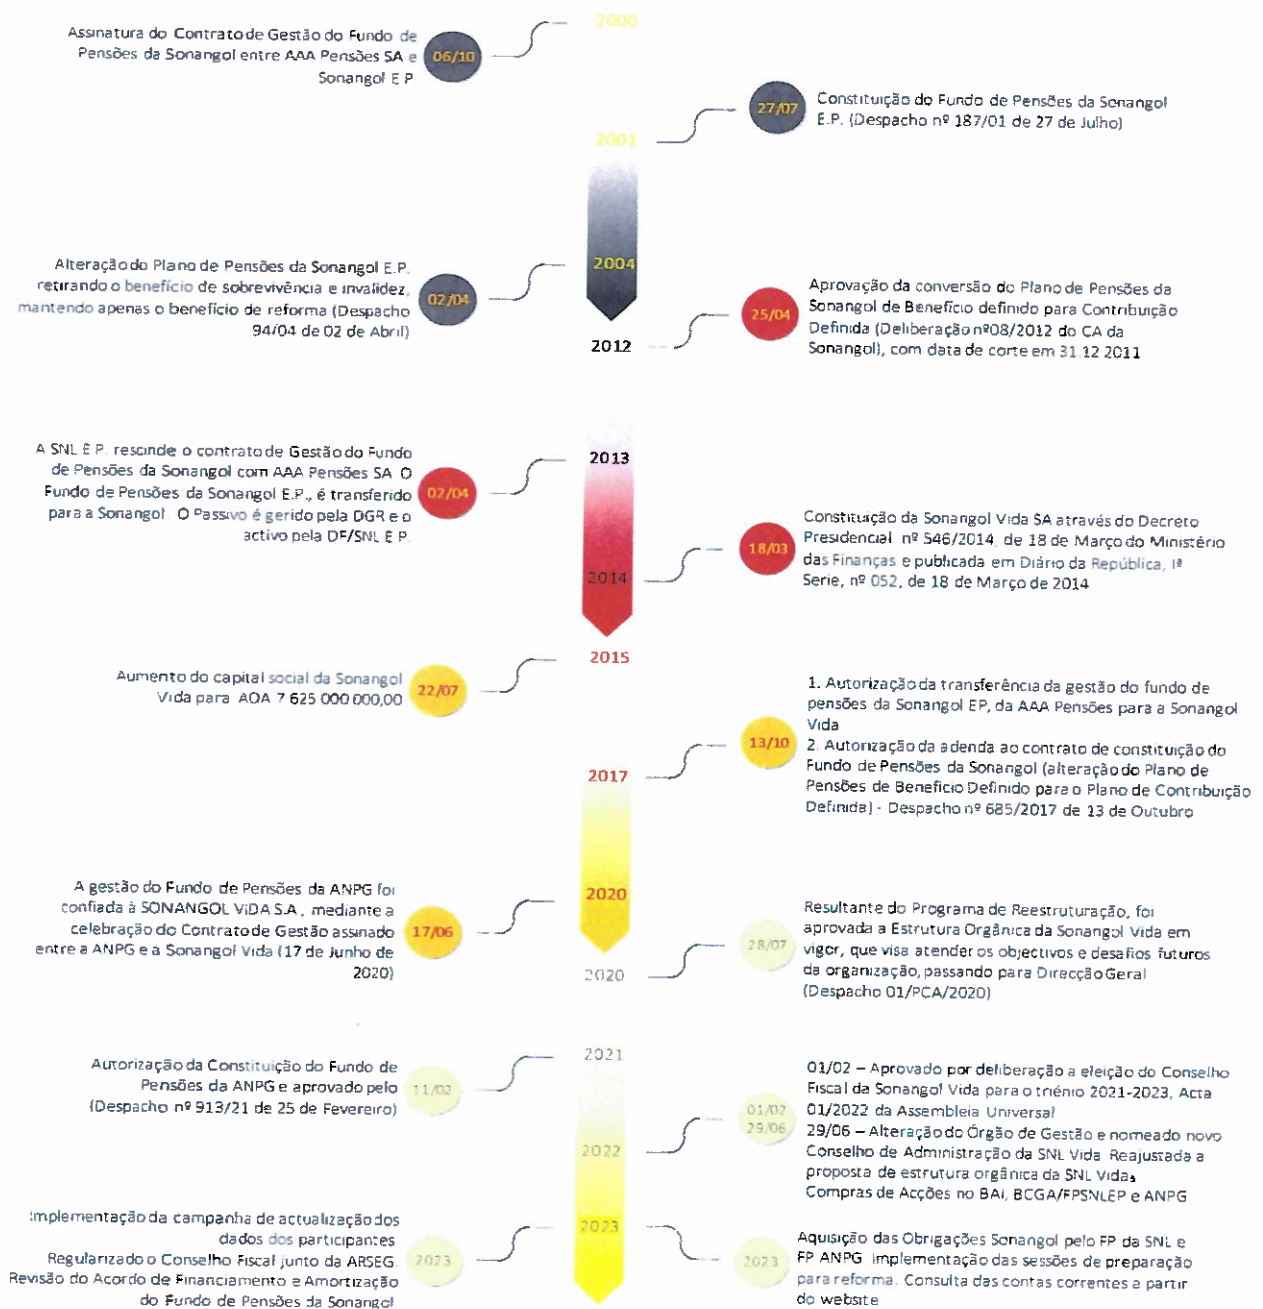 2000
Assinatura do Contrato de Gestão do Fundo de
Pensões da Sonangol entre AAA Pensões SA e
Sonangol E P
06/10
27/07
Constituição do Fundo de Pensões da Sonangol
E.P. (Despacho nº 187/01 de 27 de Julho)
2001
Alteração do Plano de Pensões da Sonangol E.P.
retirando o benefício de sobrevivência e invalidez,
mantendo apenas o benefício de reforma (Despacho
94/04 de 02 de Abril)
02/04
2004
25/04
Aprovação da conversão do Plano de Pensões da
Sonangol de Benefício definido para Contribuição
Definida (Deliberação nº08/2012 do CA da
Sonangol), com data de corte em 31 12 2011
2012
A SNL E P. rescinde o contrato de Gestão do Fundo
de Pensões da Sonangol com AAA Pensões SA O
Fundo de Pensões da Sonangol E.P., é transferido
para a Sonangol O Passivo é gerido pela DGR e o
activo pela DF/SNL E P.
02/04
2013
18/03
Constituição da Sonangol Vida SA através do Decreto
Presidencial nº 546/2014, de 18 de Março do Ministério
das Finanças e publicada em Diário da República, Iª
Serie, nº 052, de 18 de Março de 2014
2014
2015
Aumento do capital social da Sonangol
Vida para AOA 7 625 000 000,00
22/07
13/10
1. Autorização da transferência da gestão do fundo de
pensões da Sonangol EP, da AAA Pensões para a Sonangol
Vida
2. Autorização da adenda ao contrato de constituição do
Fundo de Pensões da Sonangol (alteração do Plano de
Pensões de Beneficio Definido para o Plano de Contribuição
Definida) - Despacho nº 685/2017 de 13 de Outubro
2017
A gestão do Fundo de Pensões da ANPG foi
confiada à SONANGOL ViDA S.A, mediante a
celebração do Contrato de Gestão assinado
entre a ANPG e a Sonangol Vida (17 de Junho de
2020)
17/06
2020
28/07
Resultante do Programa de Reestruturação, foi
aprovada a Estrutura Orgânica da Sonangol Vida em
vigor, que visa atender os objectivos e desafios futuros
da organização, passando para Direcção Geral
(Despacho 01/PCA/2020)
2020
2021
Autorização da Constituição do Fundo de
Pensões da ANPG e aprovado pelo
(Despacho nº 913/21 de 25 de Fevereiro)
11/02
01/02
29/06
01/02 – Aprovado por deliberação a eleição do Conselho
Fiscal da Sonangol Vida para o triénio 2021-2023, Acta
01/2022 da Assembleia Universal
29/06 – Alteração do Órgão de Gestão e nomeado novo
Conselho de Administração da SNL Vida Reajustada a
proposta de estrutura orgânica da SNL Vida,
Compras de Acções no BAI, BCGA/FPSNLEP e ANPG
2022
Implementação da campanha de actualização dos
dados dos participantes
Regularizado o Conselho Fiscal junto da ARSEG.
Revisão do Acordo de Financiamento e Amortização
do Fundo de Pensões da Sonangol
2023
2023
2023
Aquisição das Obrigações Sonangol pelo FP da SNL e
FP ANPG Implementação das sessões de preparação
para reforma. Consulta das contas correntes a partir
do website